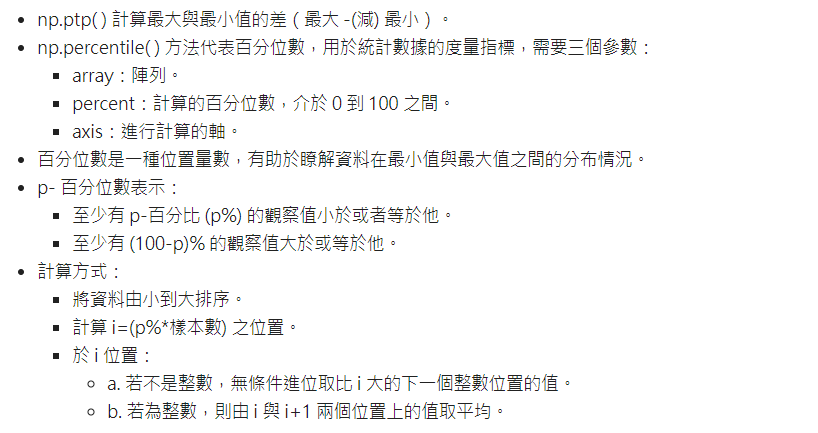 np.ptp( ) 計算最大與最小值的差 ( 最大 -(減) 最小 ) 。
np.percentile( ) 方法代表百分位數，用於統計數據的度量指標，需要三個參數：
array：陣列。
percent：計算的百分位數，介於 0 到 100 之間。
axis：進行計算的軸。
百分位數是一種位置量數，有助於瞭解資料在最小值與最大值之間的分布情況。
p- 百分位數表示：
至少有 p-百分比 (p%) 的觀察值小於或者等於他。
至少有 (100-p)% 的觀察值大於或等於他。
計算方式：
將資料由小到大排序。
計算 i=(p%*樣本數) 之位置。
於 i 位置：
a. 若不是整數，無條件進位取比 i 大的下一個整數位置的值。
b. 若為整數，則由 i 與 i+1 兩個位置上的值取平均。